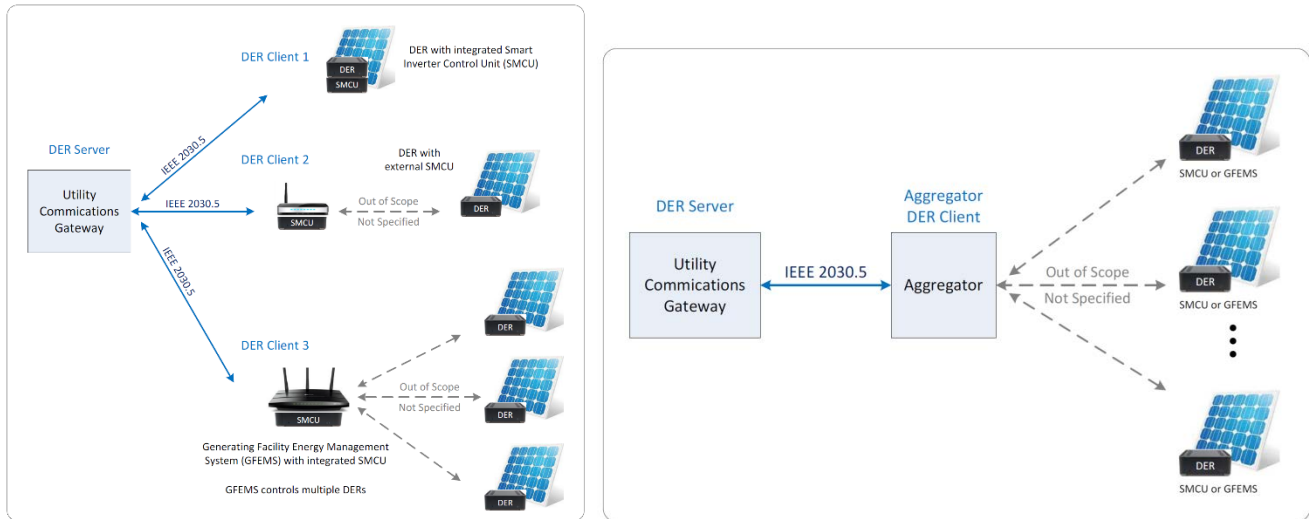 DER Client 1
DER
SMCU
DER with integrated Smart
Inverter Control Unit (SMCU)
IEEE 2030.5
DER Server
Utility
Commications
Gateway
DER Client 2
IEEE 2030.5
SMCU
DER with
external SMCU
Out of Scope
Not Specified
DER
IEEE 2030.5
DER Client 3
SMCU
Out of Scope
Not Specified
DER
DER
DER
Generating Facility Energy Management
System (GFEMS) with integrated SMCU
GFEMS controls multiple DERs
DER Server
Utility
Commications
Gateway
IEEE 2030.5
Aggregator
DER Client
Aggregator
Out of Scope
Not Specified
DER
SMCU or GFEMS
DER
SMCU or GFEMS
DER
SMCU or GFEMS